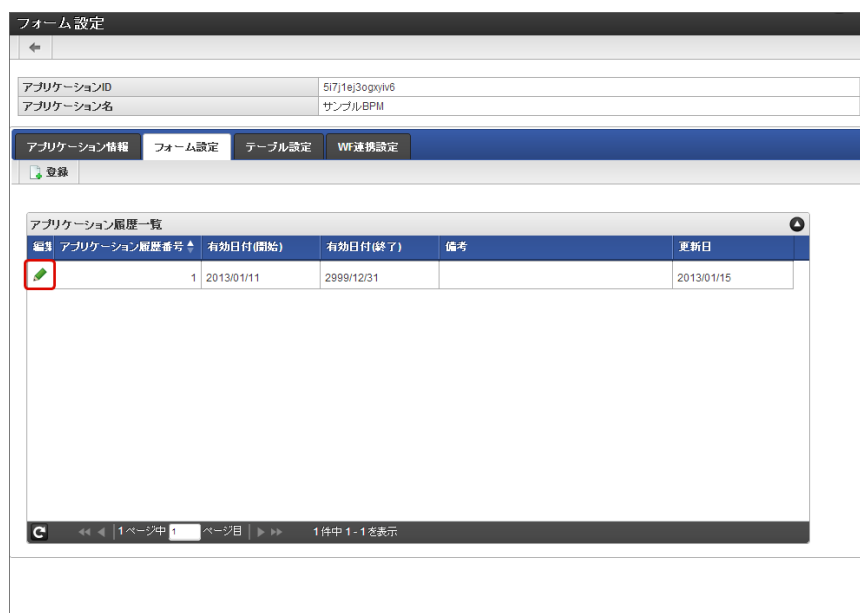 フォーム設定
アプリケーションID 5i7j1ej3ogxyiv6
アプリケーション名 サンプルBPM
アプリケーション情報 フォーム設定 テーブル設定 WF連携設定
登録
アプリケーション履歴一覧
編集 アプリケーション履歴番号 有効日付(開始) 有効日付(終了) 備考 更新日
1 2013/01/11 2999/12/31 2013/01/15
1ページ中 1 ページ目 1件中 1 - 1 を表示